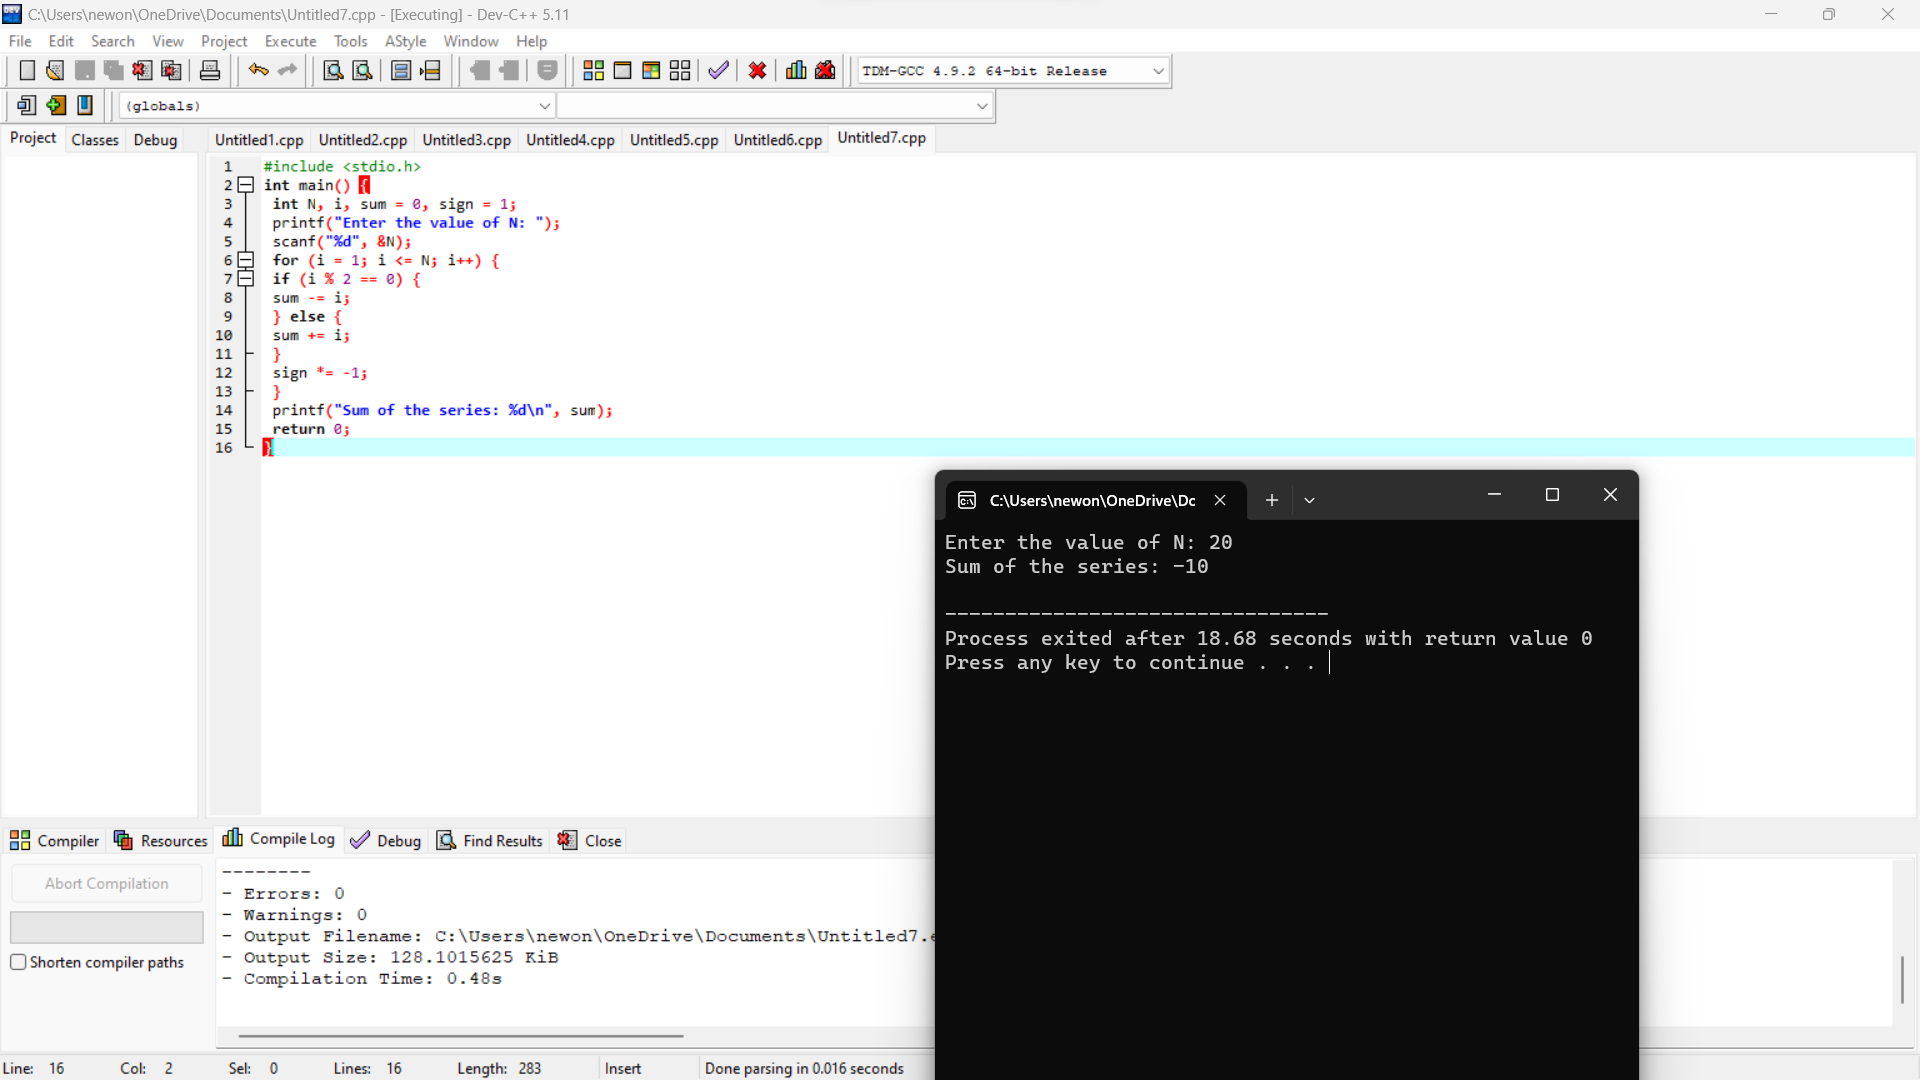 C:\Users\newon\OneDrive\Documents\Untitled7.cpp - [Executing] - Dev-C++ 5.11
File Edit Search View Project Execute Tools AStyle Window Help
TDM-GCC 4.9.2 64-bit Release
(globals)
Project Classes Debug Untitled1.cpp Untitled2.cpp Untitled3.cpp Untitled4.cpp Untitled5.cpp Untitled6.cpp Untitled7.cpp
1 #include <stdio.h>
2 int main() {
3 int N, i, sum = 0, sign = 1;
4 printf("Enter the value of N: ");
5 scanf("%d", &N);
6 for (i = 1; i <= N; i++) {
7 if (i % 2 == 0) {
8 sum -= i;
9 } else {
10 sum += i;
11 }
12 sign *= -1;
13 }
14 printf("Sum of the series: %d\n", sum);
15 return 0;
16 }
C:\Users\newon\OneDrive\Dc
Enter the value of N: 20
Sum of the series: -10
--------------------------------
Process exited after 18.68 seconds with return value 0
Press any key to continue . . .
Compiler Resources Compile Log Debug Find Results Close
Abort Compilation
Shorten compiler paths
--------
- Errors: 0
- Warnings: 0
- Output Filename: C:\Users\newon\OneDrive\Documents\Untitled7.
- Output Size: 128.1015625 KiB
- Compilation Time: 0.48s
Line: 16 Col: 2 Sel: 0 Lines: 16 Length: 283 Insert Done parsing in 0.016 seconds